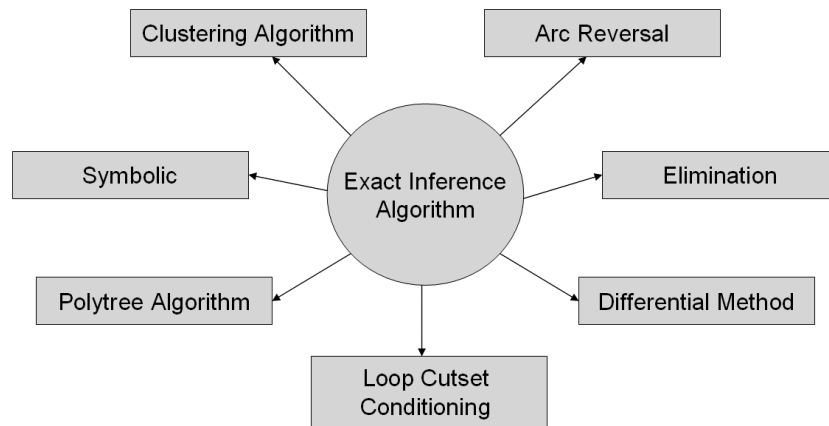 Clustering Algorithm
Arc Reversal
Symbolic
Exact Inference
Algorithm
Elimination
Polytree Algorithm
Differential Method
Loop Cutset
Conditioning